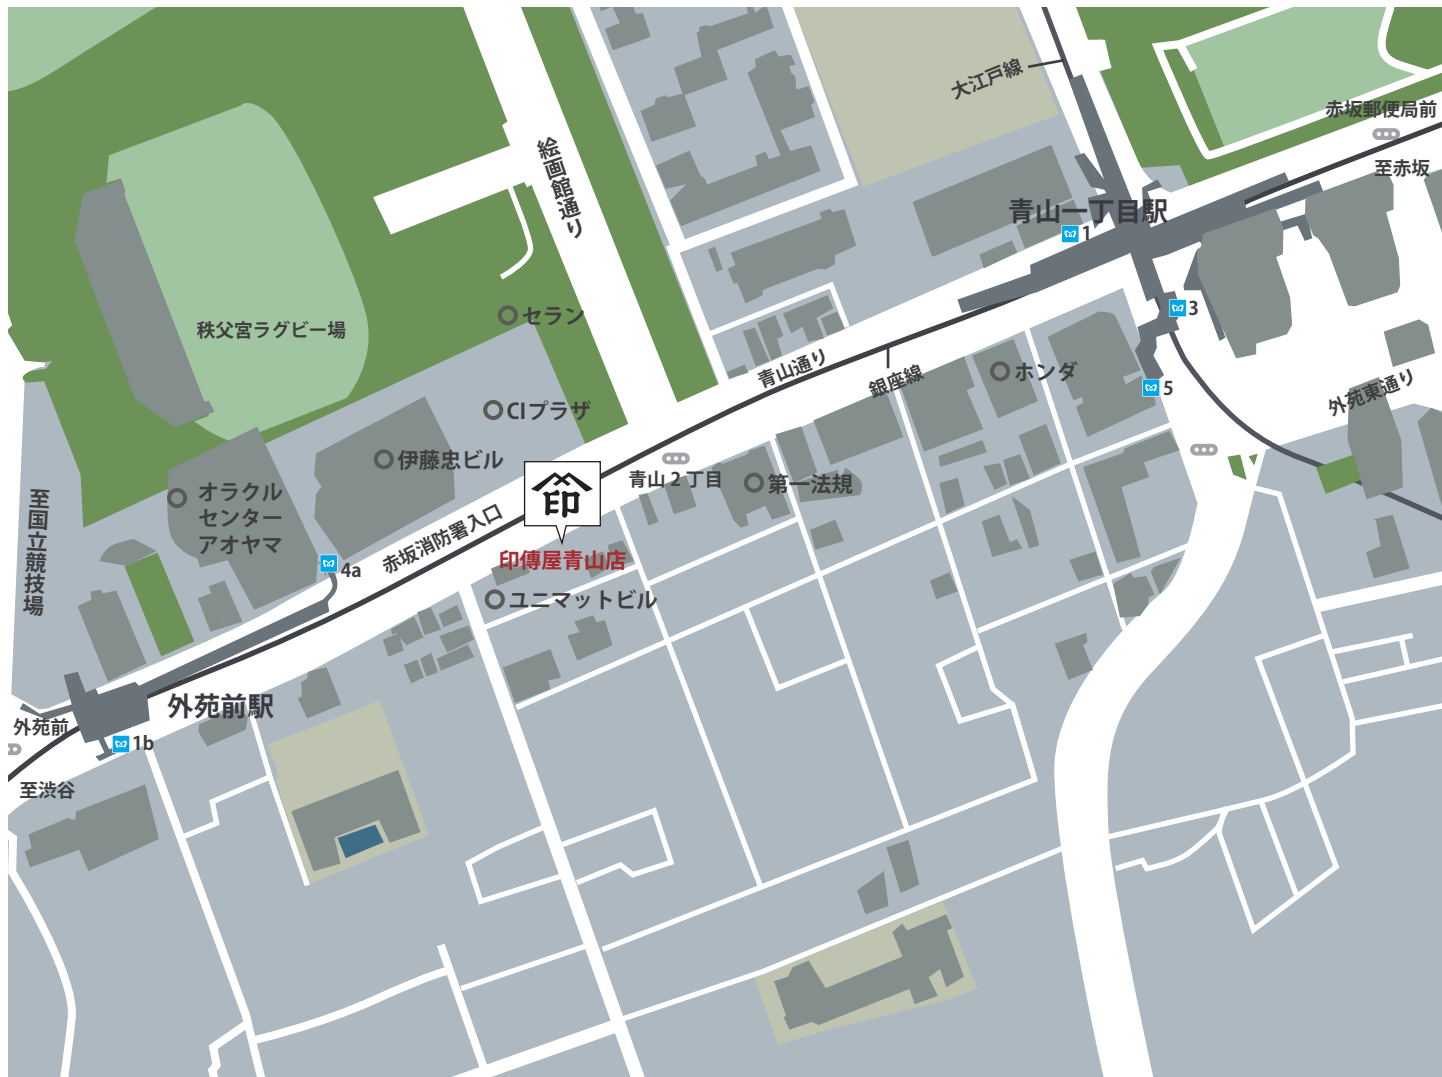 大江戸線
赤坂郵便局前
至赤坂
絵画館通り
青山一丁目駅
1
セラン
3
秩父宮ラグビー場
青山通り
銀座線
ホンダ
5
外苑東通り
CIプラザ
伊藤忠ビル
青山2丁目
第一法規
オラクル
センター
アオヤマ
印
至国立競技場
赤坂消防署入口
4a
印傳屋青山店
ユニマットビル
外苑前駅
外苑前
1b
至渋谷